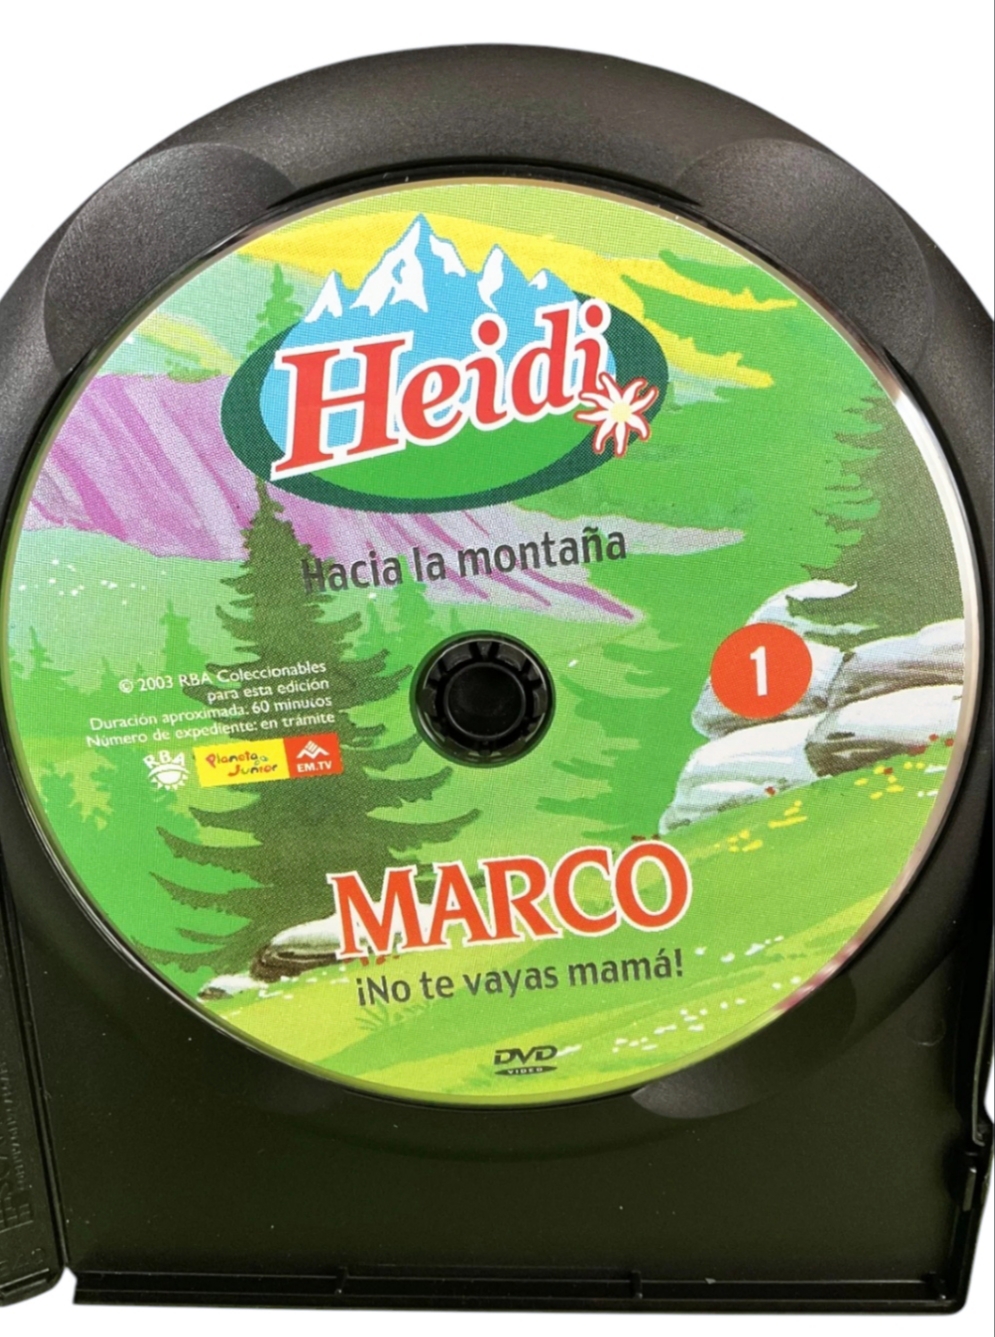 Heidi
Hacia la montaña
1
© 2003 RBA Coleccionables
para esta edición
Duración aproximada: 60 minutos
Número de expediente: en trámite
RBA
Planeta Junior
EM.TV
MARCO
¡No te vayas mamá!
DVD
VIDEO